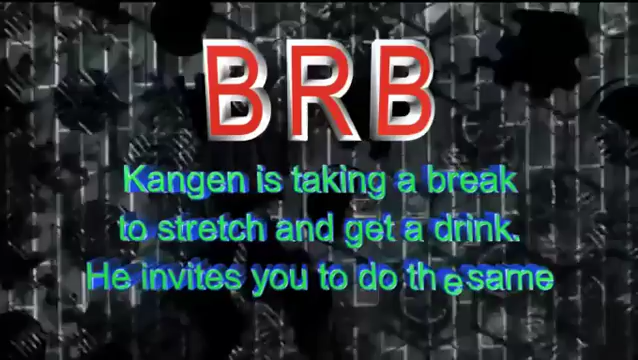 BRB
Kangen is taking a break
to stretch and get a drink.
He invites you to do the same